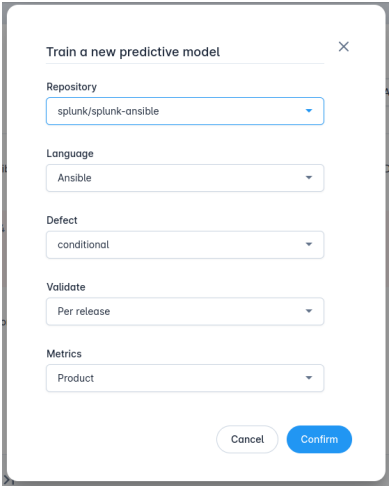 Train a new predictive model
Repository
splunk/splunk-ansible
Language
Ansible
Defect
conditional
Validate
Per release
Metrics
Product
Cancel
Confirm